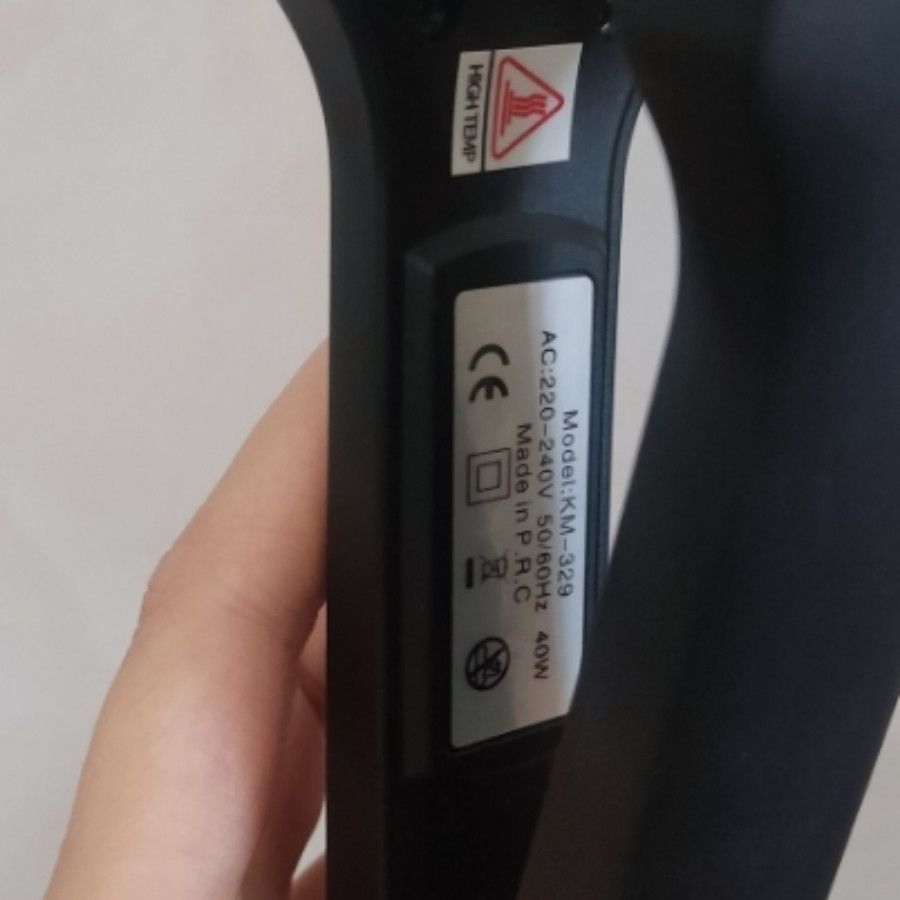 HIGH TEMP
Model:KM-329
AC:220-240V 50/60Hz 40W
Made in P.R.C
CE